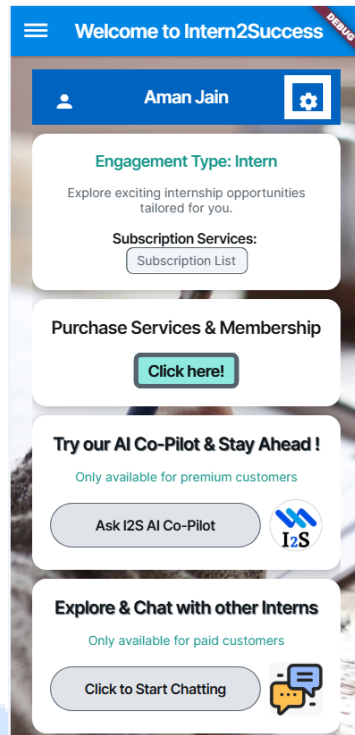 Welcome to Intern2Success
DEBUG
Aman Jain
Engagement Type: Intern
Explore exciting internship opportunities
tailored for you.
Subscription Services:
Subscription List
Purchase Services & Membership
Click here!
Try our AI Co-Pilot & Stay Ahead !
Only available for premium customers
Ask I2S AI Co-Pilot
I2S
Explore & Chat with other Interns
Only available for paid customers
Click to Start Chatting